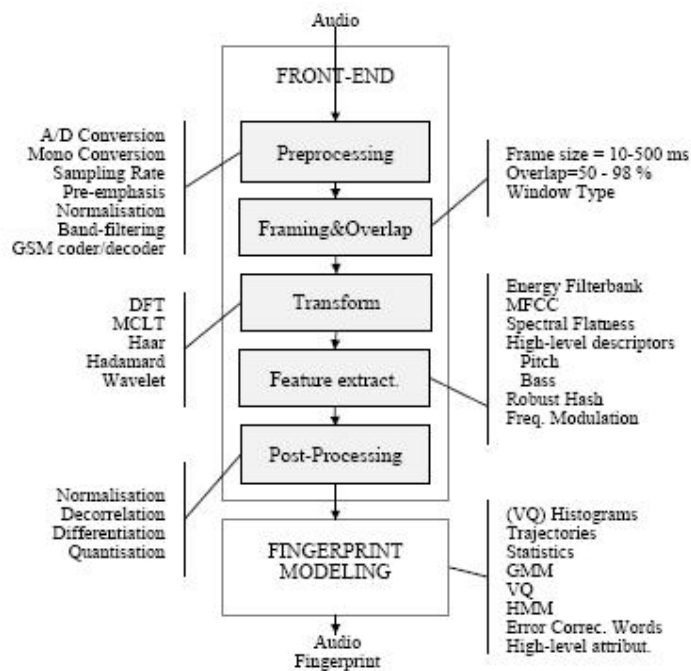 Audio
FRONT-END
A/D Conversion
Mono Conversion
Sampling Rate
Pre-emphasis
Normalisation
Band-filtering
GSM coder/decoder
Preprocessing
Frame size = 10-500 ms
Overlap=50 - 98 %
Window Type
Framing&Overlap
DFT
MCLT
Haar
Hadamard
Wavelet
Transform
Energy Filterbank
MFCC
Spectral Flatness
High-level descriptors
Pitch
Bass
Robust Hash
Freq. Modulation
Feature extract.
Post-Processing
Normalisation
Decorrelation
Differentiation
Quantisation
FINGERPRINT
MODELING
(VQ) Histograms
Trajectories
Statistics
GMM
VQ
HMM
Error Correc. Words
High-level attribut.
Audio
Fingerprint